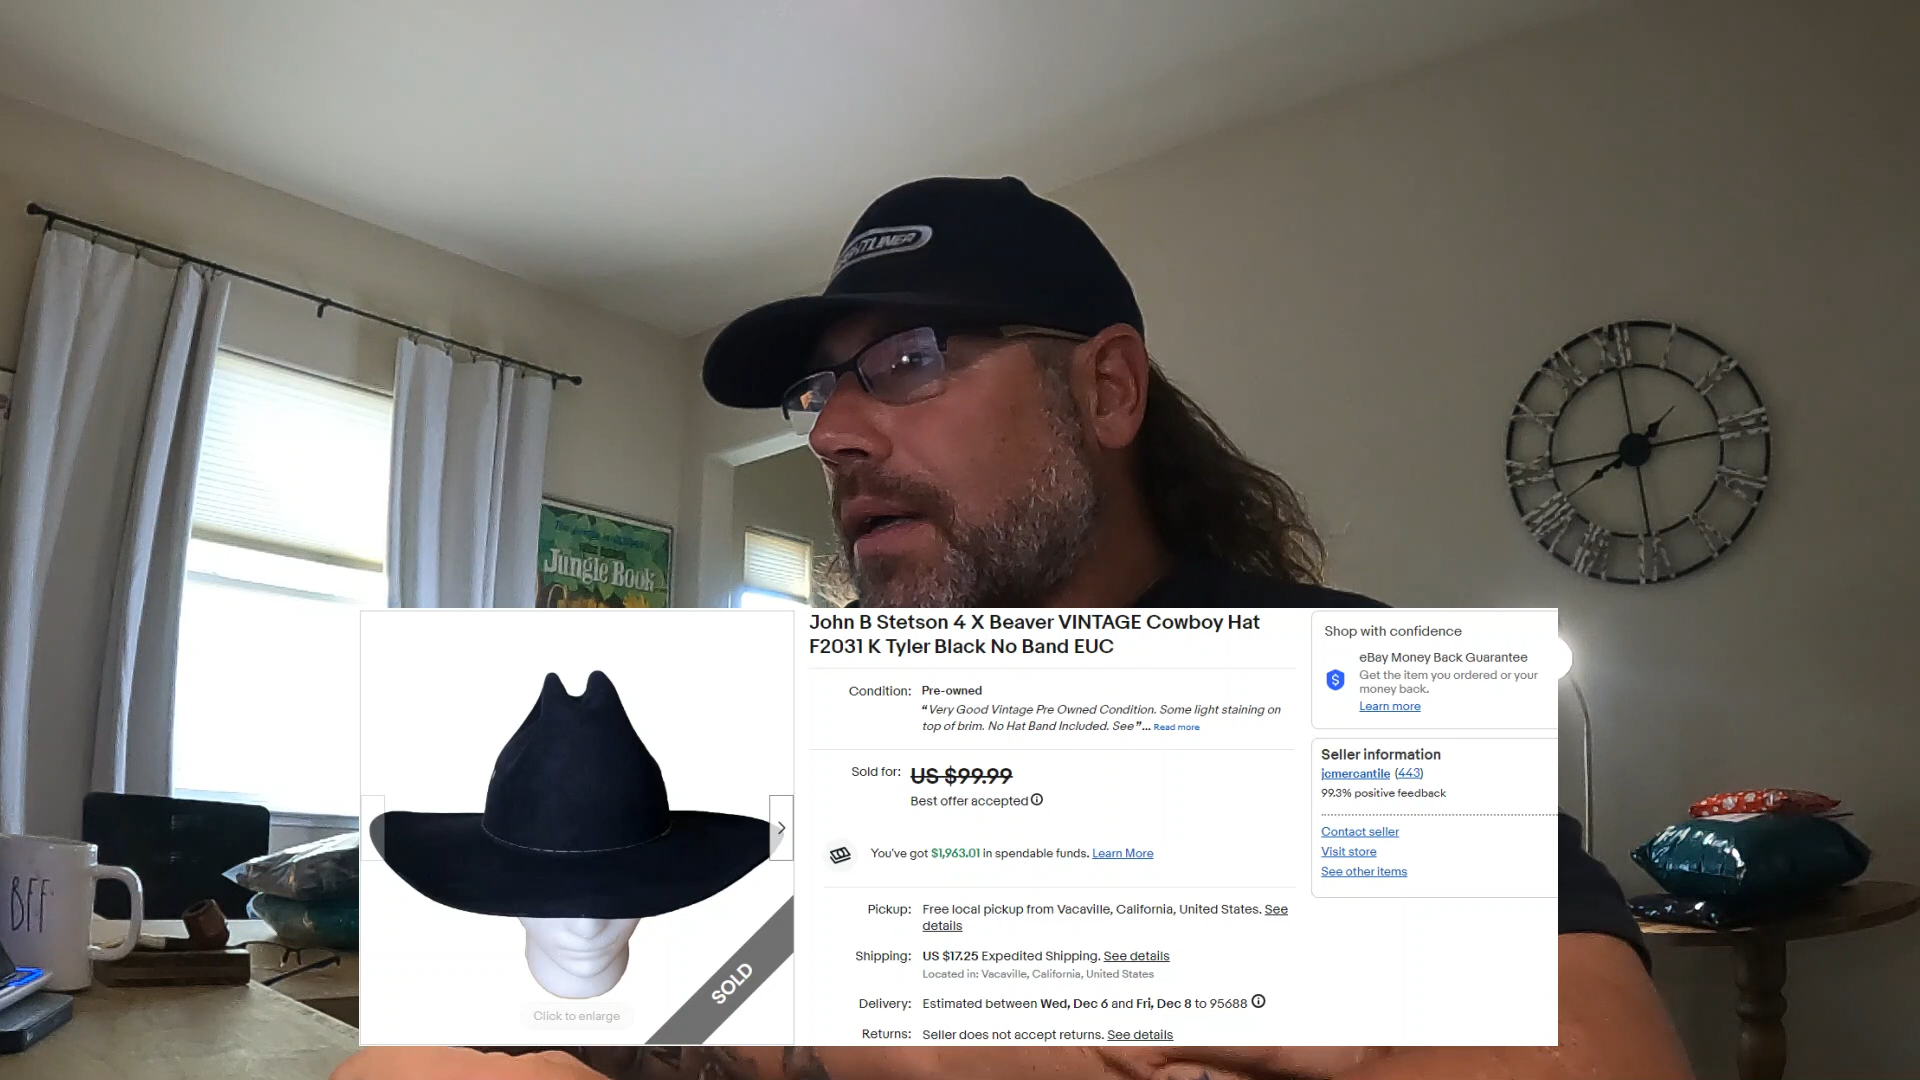 Jungle Book
BFF
John B Stetson 4 X Beaver VINTAGE Cowboy Hat
F2031 K Tyler Black No Band EUC
Condition: Pre-owned
“Very Good Vintage Pre Owned Condition. Some light staining on
top of brim. No Hat Band Included. See”... Read more
Sold for: US $99.99
Best offer accepted
You've got $1,963.01 in spendable funds. Learn More
Pickup: Free local pickup from Vacaville, California, United States. See
details
Shipping: US $17.25 Expedited Shipping. See details
Located in: Vacaville, California, United States
Delivery: Estimated between Wed, Dec 6 and Fri, Dec 8 to 95688
Returns: Seller does not accept returns. See details
SOLD
Click to enlarge
Shop with confidence
eBay Money Back Guarantee
Get the item you ordered or your
money back.
Learn more
Seller information
jcmercantile (443)
99.3% positive feedback
Contact seller
Visit store
See other items